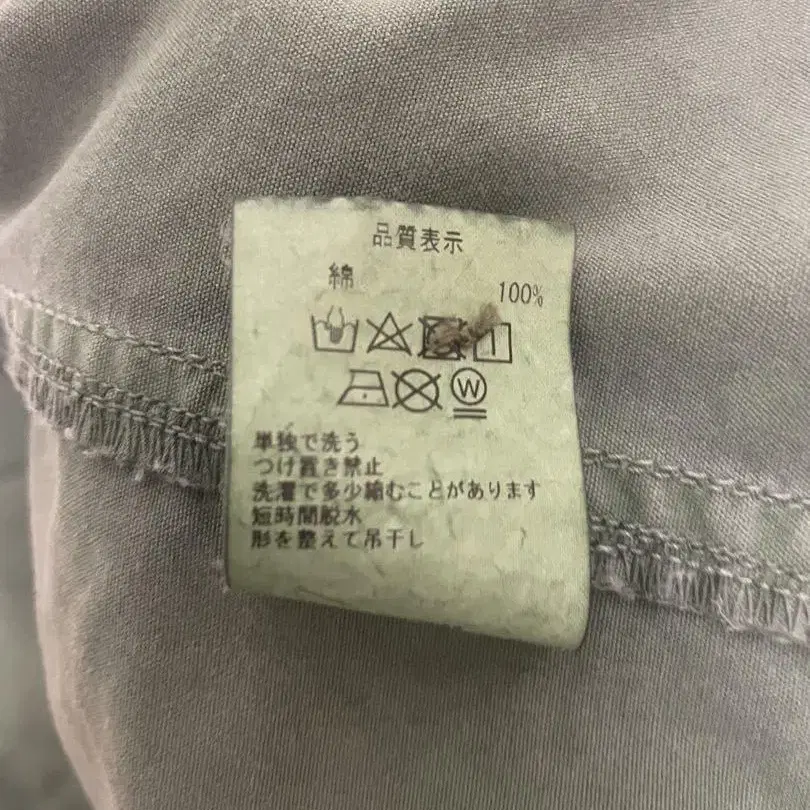 品質表示
綿 100%
W
単独で洗う
つけ置き禁止
洗濯で多少縮むことがあります
短時間脱水
形を整えて吊干し